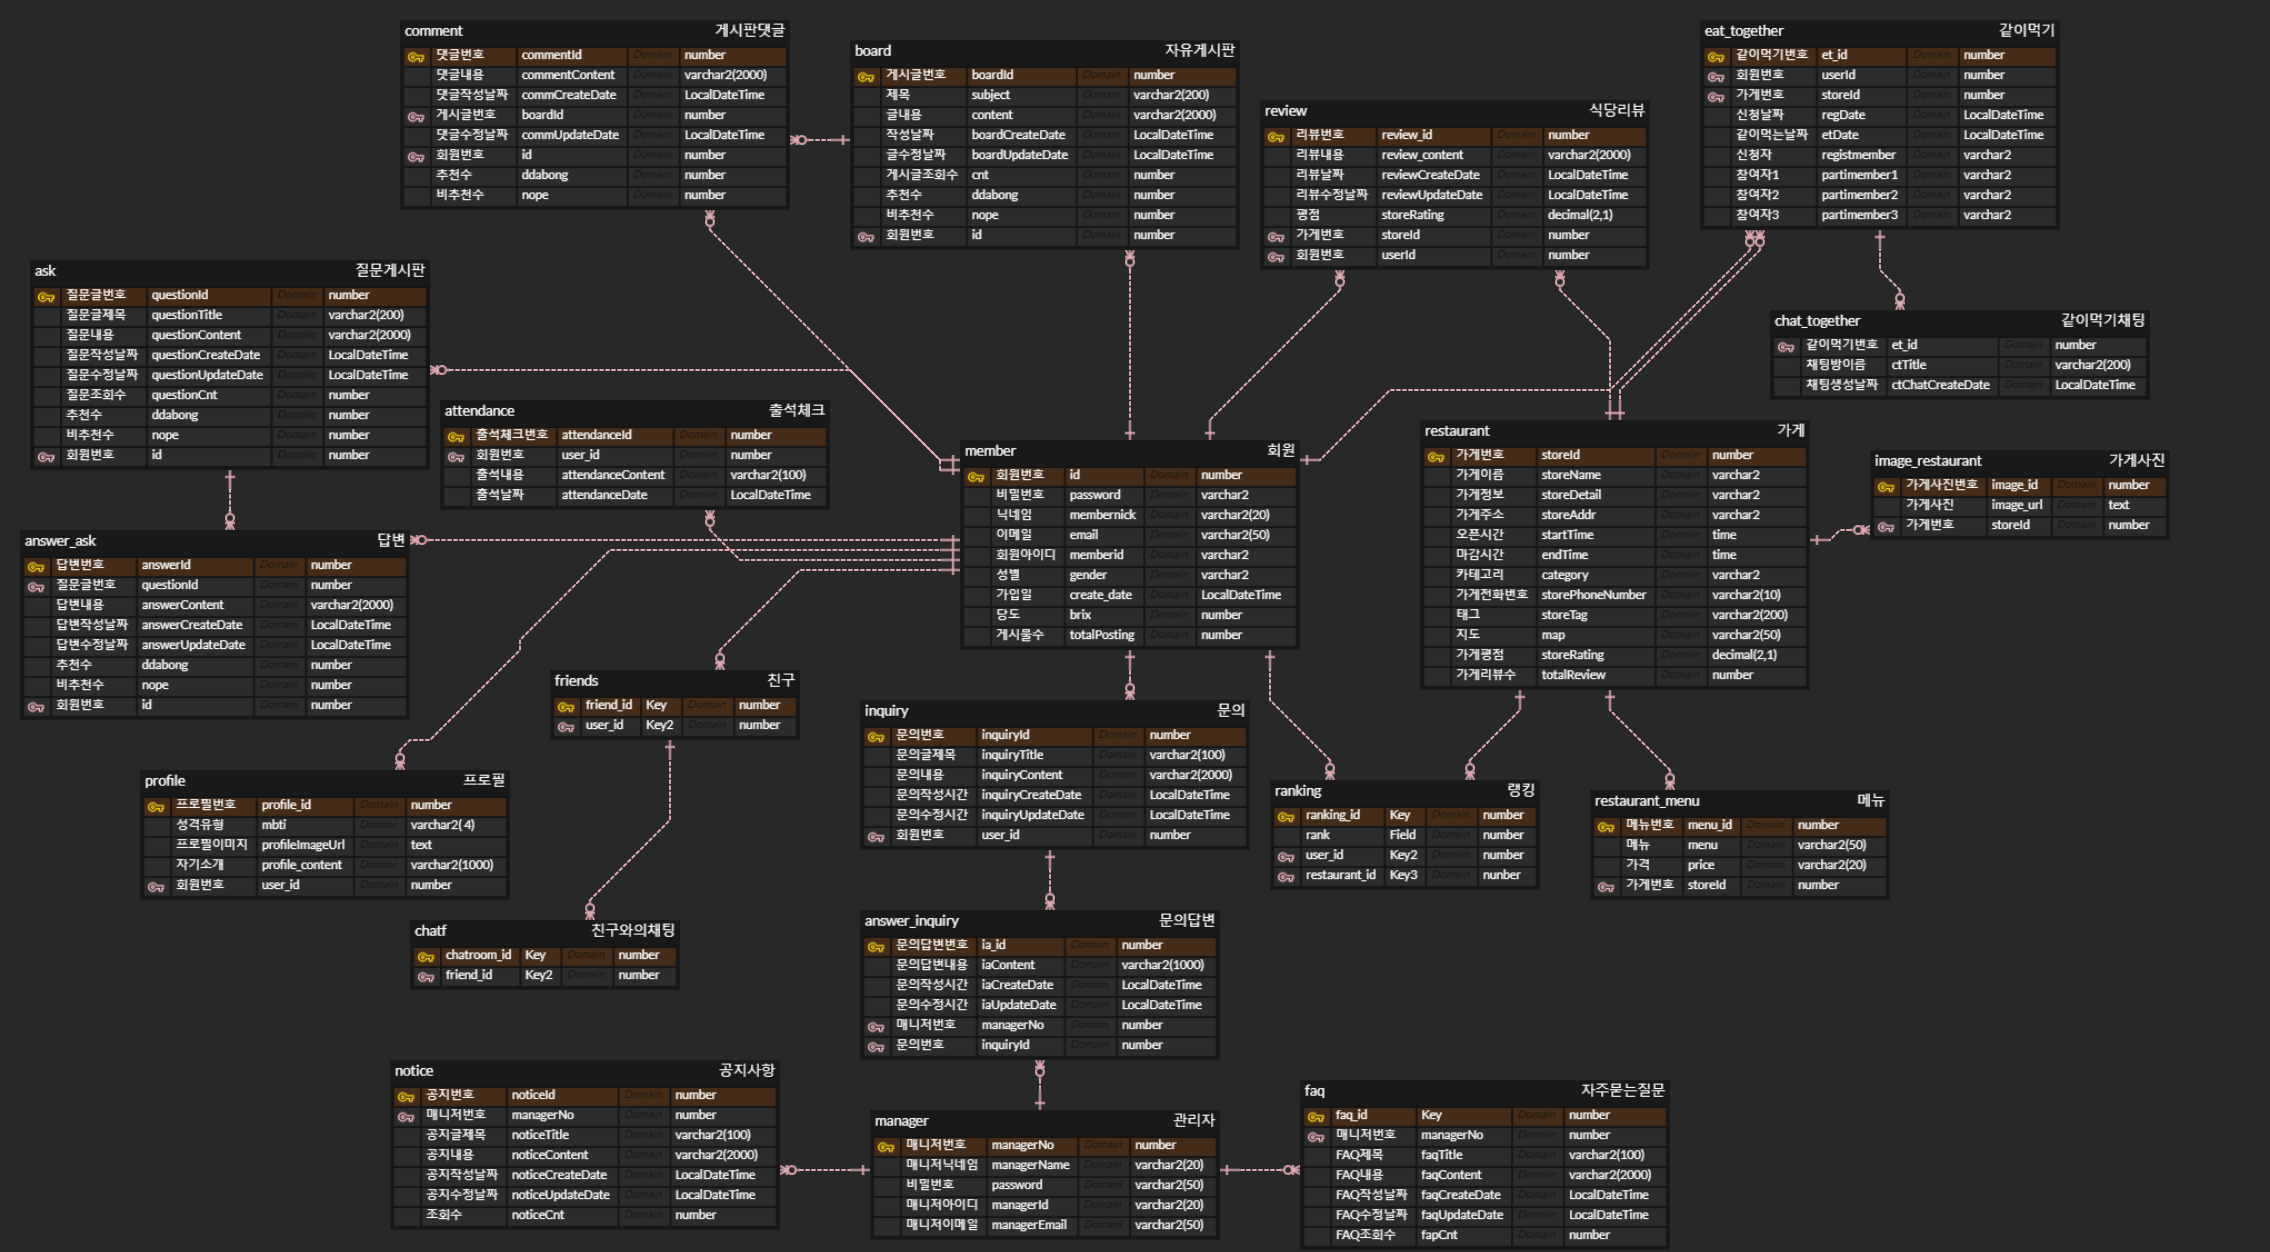 comment 게시판댓글
댓글번호 commentId Domain number
댓글내용 commentContent Domain varchar2(2000)
댓글작성날짜 commCreateDate Domain LocalDateTime
게시글번호 boardId Domain number
댓글수정날짜 commUpdateDate Domain LocalDateTime
회원번호 id Domain number
추천수 ddabong Domain number
비추천수 nope Domain number
board 자유게시판
게시글번호 boardId Domain number
제목 subject Domain varchar2(200)
글내용 content Domain varchar2(2000)
작성날짜 boardCreateDate Domain LocalDateTime
글수정날짜 boardUpdateDate Domain LocalDateTime
게시글조회수 cnt Domain number
추천수 ddabong Domain number
비추천수 nope Domain number
회원번호 id Domain number
review 식당리뷰
리뷰번호 review_id Domain number
리뷰내용 review_content Domain varchar2(2000)
리뷰날짜 reviewCreateDate Domain LocalDateTime
리뷰수정날짜 reviewUpdateDate Domain LocalDateTime
평점 storeRating Domain decimal(2,1)
가게번호 storeId Domain number
회원번호 userId Domain number
eat_together 같이먹기
같이먹기번호 et_id Domain number
회원번호 userId Domain number
가게번호 storeId Domain number
신청날짜 regDate Domain LocalDateTime
같이먹는날짜 etDate Domain LocalDateTime
신청자 registmember Domain varchar2
참여자1 partimember1 Domain varchar2
참여자2 partimember2 Domain varchar2
참여자3 partimember3 Domain varchar2
ask 질문게시판
질문글번호 questionId Domain number
질문글제목 questionTitle Domain varchar2(200)
질문내용 questionContent Domain varchar2(2000)
질문작성날짜 questionCreateDate Domain LocalDateTime
질문수정날짜 questionUpdateDate Domain LocalDateTime
질문조회수 questionCnt Domain number
추천수 ddabong Domain number
비추천수 nope Domain number
회원번호 id Domain number
chat_together 같이먹기채팅
같이먹기번호 et_id Domain number
채팅방이름 ctTitle Domain varchar2(200)
채팅생성날짜 ctChatCreateDate Domain LocalDateTime
attendance 출석체크
출석체크번호 attendanceId Domain number
회원번호 user_id Domain number
출석내용 attendanceContent Domain varchar2(100)
출석날짜 attendanceDate Domain LocalDateTime
member 회원
회원번호 id Domain number
비밀번호 password Domain varchar2
닉네임 membernick Domain varchar2(20)
이메일 email Domain varchar2(50)
회원아이디 memberid Domain varchar2
성별 gender Domain varchar2
가입일 create_date Domain LocalDateTime
당도 brix Domain number
게시물수 totalPosting Domain number
restaurant 가게
가게번호 storeId Domain number
가게이름 storeName Domain varchar2
가게정보 storeDetail Domain varchar2
가게주소 storeAddr Domain varchar2
오픈시간 startTime Domain time
마감시간 endTime Domain time
카테고리 category Domain varchar2
가게전화번호 storePhoneNumber Domain varchar2(10)
태그 storeTag Domain varchar2(200)
지도 map Domain varchar2(50)
가게평점 storeRating Domain decimal(2,1)
가게리뷰수 totalReview Domain number
image_restaurant 가게사진
가게사진번호 image_id Domain number
가게사진 image_url Domain text
가게번호 storeId Domain number
answer_ask 답변
답변번호 answerId Domain number
질문글번호 questionId Domain number
답변내용 answerContent Domain varchar2(2000)
답변작성날짜 answerCreateDate Domain LocalDateTime
답변수정날짜 answerUpdateDate Domain LocalDateTime
추천수 ddabong Domain number
비추천수 nope Domain number
회원번호 id Domain number
friends 친구
friend_id Key Domain number
user_id Key2 Domain number
inquiry 문의
문의번호 inquiryId Domain number
문의글제목 inquiryTitle Domain varchar2(100)
문의내용 inquiryContent Domain varchar2(2000)
문의작성시간 inquiryCreateDate Domain LocalDateTime
문의수정시간 inquiryUpdateDate Domain LocalDateTime
회원번호 user_id Domain number
profile 프로필
프로필번호 profile_id Domain number
성격유형 mbti Domain varchar2( 4)
프로필이미지 profileImageUrl Domain text
자기소개 profile_content Domain varchar2(1000)
회원번호 user_id Domain number
ranking 랭킹
ranking_id Key Domain number
rank Field Domain number
user_id Key2 Domain number
restaurant_id Key3 Domain nunber
restaurant_menu 메뉴
메뉴번호 menu_id Domain number
메뉴 menu Domain varchar2(50)
가격 price Domain varchar2(20)
가게번호 storeId Domain number
chatf 친구와의채팅
chatroom_id Key Domain number
friend_id Key2 Domain number
answer_inquiry 문의답변
문의답변번호 ia_id Domain number
문의답변내용 iaContent Domain varchar2(1000)
문의작성시간 iaCreateDate Domain LocalDateTime
문의수정시간 iaUpdateDate Domain LocalDateTime
매니저번호 managerNo Domain number
문의번호 inquiryId Domain number
notice 공지사항
공지번호 noticeId Domain number
매니저번호 managerNo Domain number
공지글제목 noticeTitle Domain varchar2(100)
공지내용 noticeContent Domain varchar2(2000)
공지작성날짜 noticeCreateDate Domain LocalDateTime
공지수정날짜 noticeUpdateDate Domain LocalDateTime
조회수 noticeCnt Domain number
manager 관리자
매니저번호 managerNo Domain number
매니저닉네임 managerName Domain varchar2(20)
비밀번호 password Domain varchar2(50)
매니저아이디 managerId Domain varchar2(20)
매니저이메일 managerEmail Domain varchar2(50)
faq 자주묻는질문
faq_id Key Domain number
매니저번호 managerNo Domain number
FAQ제목 faqTitle Domain varchar2(100)
FAQ내용 faqContent Domain varchar2(2000)
FAQ작성날짜 faqCreateDate Domain LocalDateTime
FAQ수정날짜 faqUpdateDate Domain LocalDateTime
FAQ조회수 fapCnt Domain number